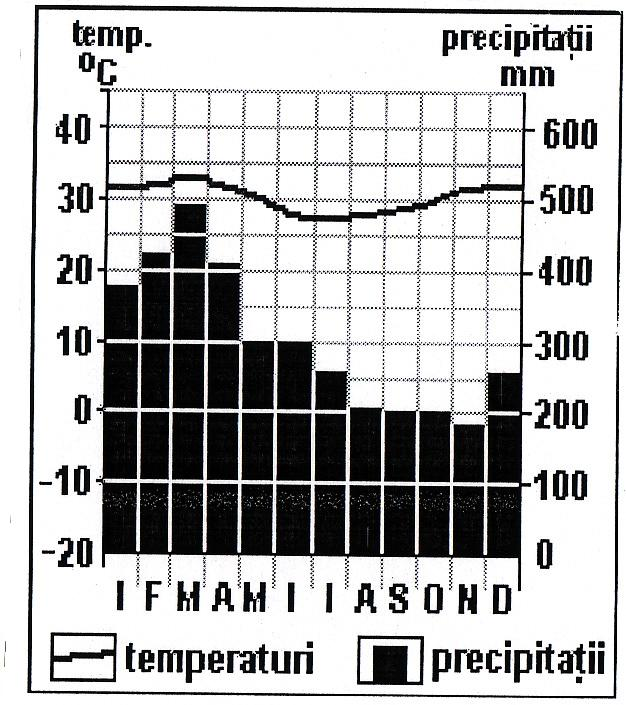 temp. precipitații
ºC mm
40 600
30 500
20 400
10 300
0 200
-10 100
-20 0
I F M A M I I A S O N D
temperaturi precipitații